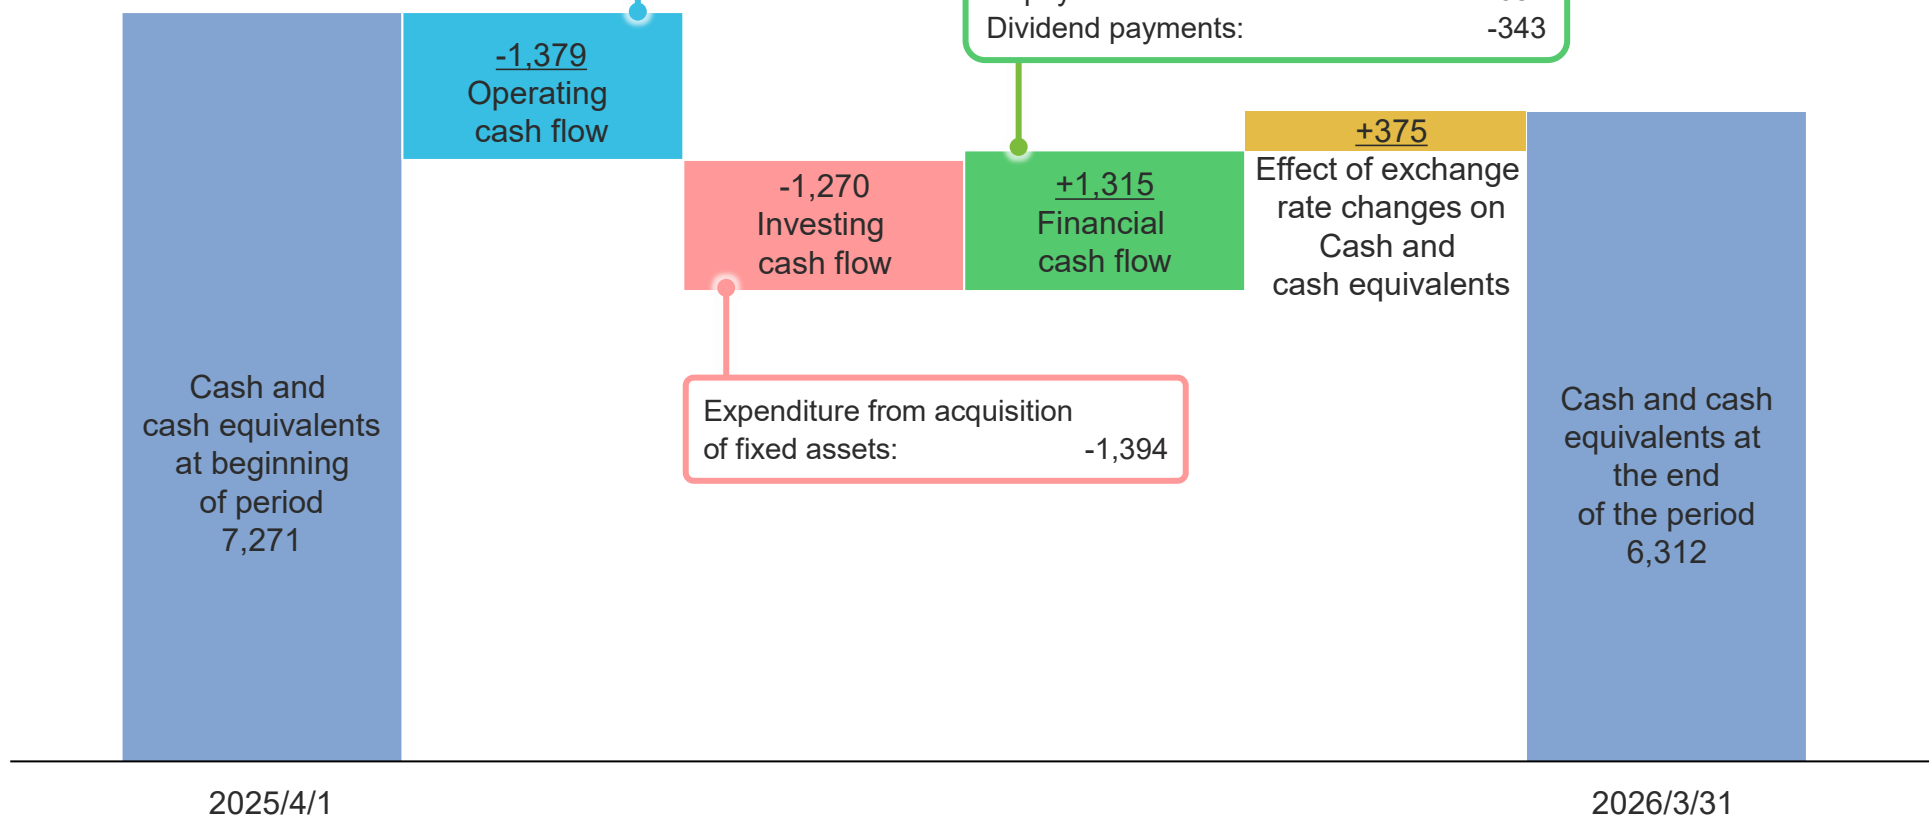 Dividend payments: -343
-1,379
Operating
cash flow
-1,270
Investing
cash flow
+1,315
Financial
cash flow
+375
Effect of exchange
rate changes on
Cash and
cash equivalents
Expenditure from acquisition
of fixed assets: -1,394
Cash and
cash equivalents
at beginning
of period
7,271
Cash and cash
equivalents at
the end
of the period
6,312
2025/4/1
2026/3/31